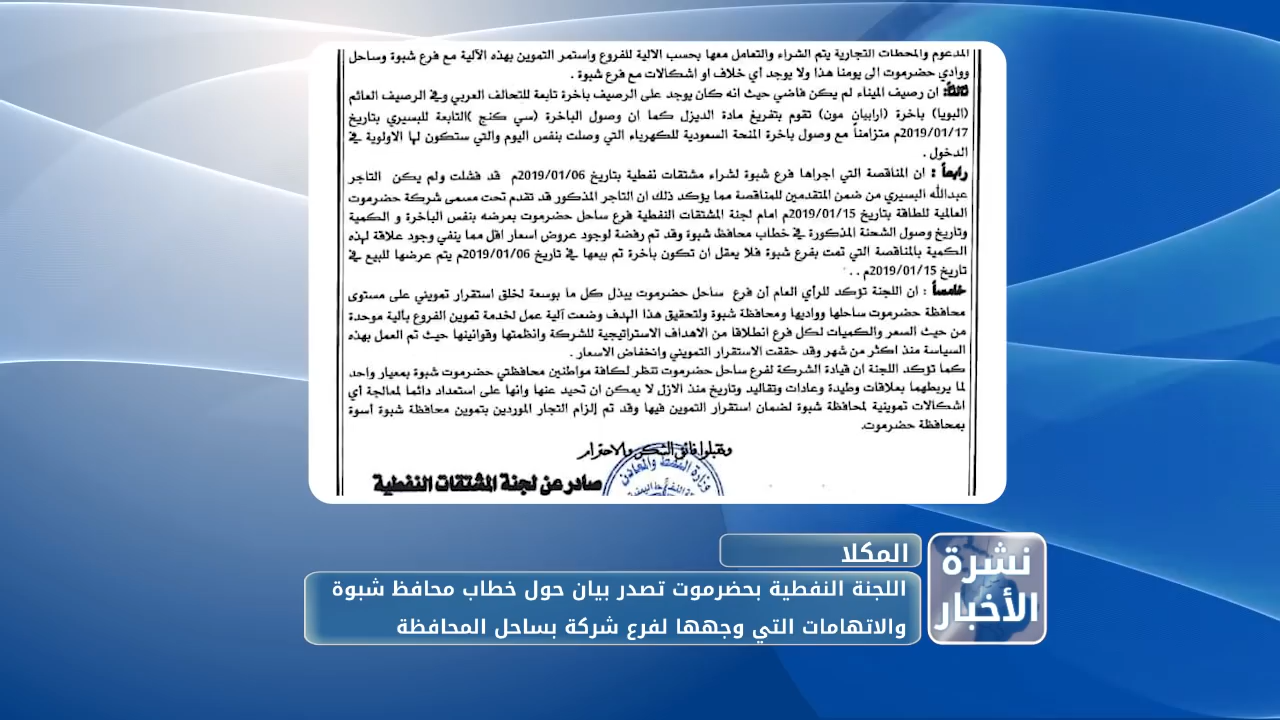 المدعوم والمحطات التجارية يتم الشراء والتعامل معها بحسب الالية للفروع واستمر التموين بهذه الآلية مع فرع شبوة وساحل
ووادي حضرموت الى يومنا هذا ولا يوجد أي خلاف او اشكالات مع فرع شبوة .
ثالثاً: ان رصيف الميناء لم يكن فاضي حيث انه كان يوجد على الرصيف باخرة تابعة للتحالف العربي وفي الرصيف العائم
(البويا) باخرة (ارابيان مون) تقوم بتفريغ مادة الديزل كما ان وصول الباخرة (سي كنج )التابعة للبسيري بتاريخ
2019/01/17م متزامناً مع وصول باخرة المنحة السعودية للكهرباء التي وصلت بنفس اليوم والتي ستكون لها الاولوية في
الدخول .
رابعاً : ان المناقصة التي اجراها فرع شبوة لشراء مشتقات نفطية بتاريخ 2019/01/06م قد فشلت ولم يكن التاجر
عبدالله البسيري من ضمن المتقدمين للمناقصة مما يؤكد ذلك ان التاجر المذكور قد تقدم تحت مسمى شركة حضرموت
العالمية للطاقة بتاريخ 2019/01/15م امام لجنة المشتقات النفطية فرع ساحل حضرموت بعرضه بنفس الباخرة و الكمية
وتاريخ وصول الشحنة المذكورة في خطاب محافظ شبوة وقد تم رفضة لوجود عروض اسعار اقل مما ينفي وجود علاقة لهذه
الكمية بالمناقصة التي تمت بفرع شبوة فلا يعقل ان تكون باخرة تم بيعها في تاريخ 2019/01/06م يتم عرضها للبيع في
تاريخ 2019/01/15م . .
خامساً : ان اللجنة تؤكد للرأي العام أن فرع ساحل حضرموت يبذل كل ما بوسعة لخلق استقرار تمويني على مستوى
محافظة حضرموت ساحلها وواديها ومحافظة شبوة ولتحقيق هذا الهدف وضعت آلية عمل لخدمة تموين الفروع بآلية موحدة
من حيث السعر والكميات لكل فرع انطلاقا من الاهداف الاستراتيجية للشركة وانظمتها وقوانينها حيث تم العمل بهذه
السياسة منذ اكثر من شهر وقد حققت الاستقرار التمويني وانخفاض الاسعار .
كما تؤكد اللجنة ان قيادة الشركة لفرع ساحل حضرموت تنظر لكافة مواطنين محافظتي حضرموت شبوة بمعيار واحد
لما يربطهما بعلاقات وطيدة وعادات وتقاليد وتاريخ منذ الازل لا يمكن ان تحيد عنها وانها على استعداد دائما لمعالجة أي
اشكالات تموينية لمحافظة شبوة لضمان استقرار التموين فيها وقد تم إلزام التجار الموردين بتموين محافظة شبوة أسوة
بمحافظة حضرموت.
وتقبلوا فائق الشكر والاحترام
وزارة النفط والمعادن
صادر عن لجنة المشتقات النفطية
المكلا
نشرة
الأخبار
اللجنة النفطية بحضرموت تصدر بيان حول خطاب محافظ شبوة
والاتهامات التي وجهها لفرع شركة بساحل المحافظة